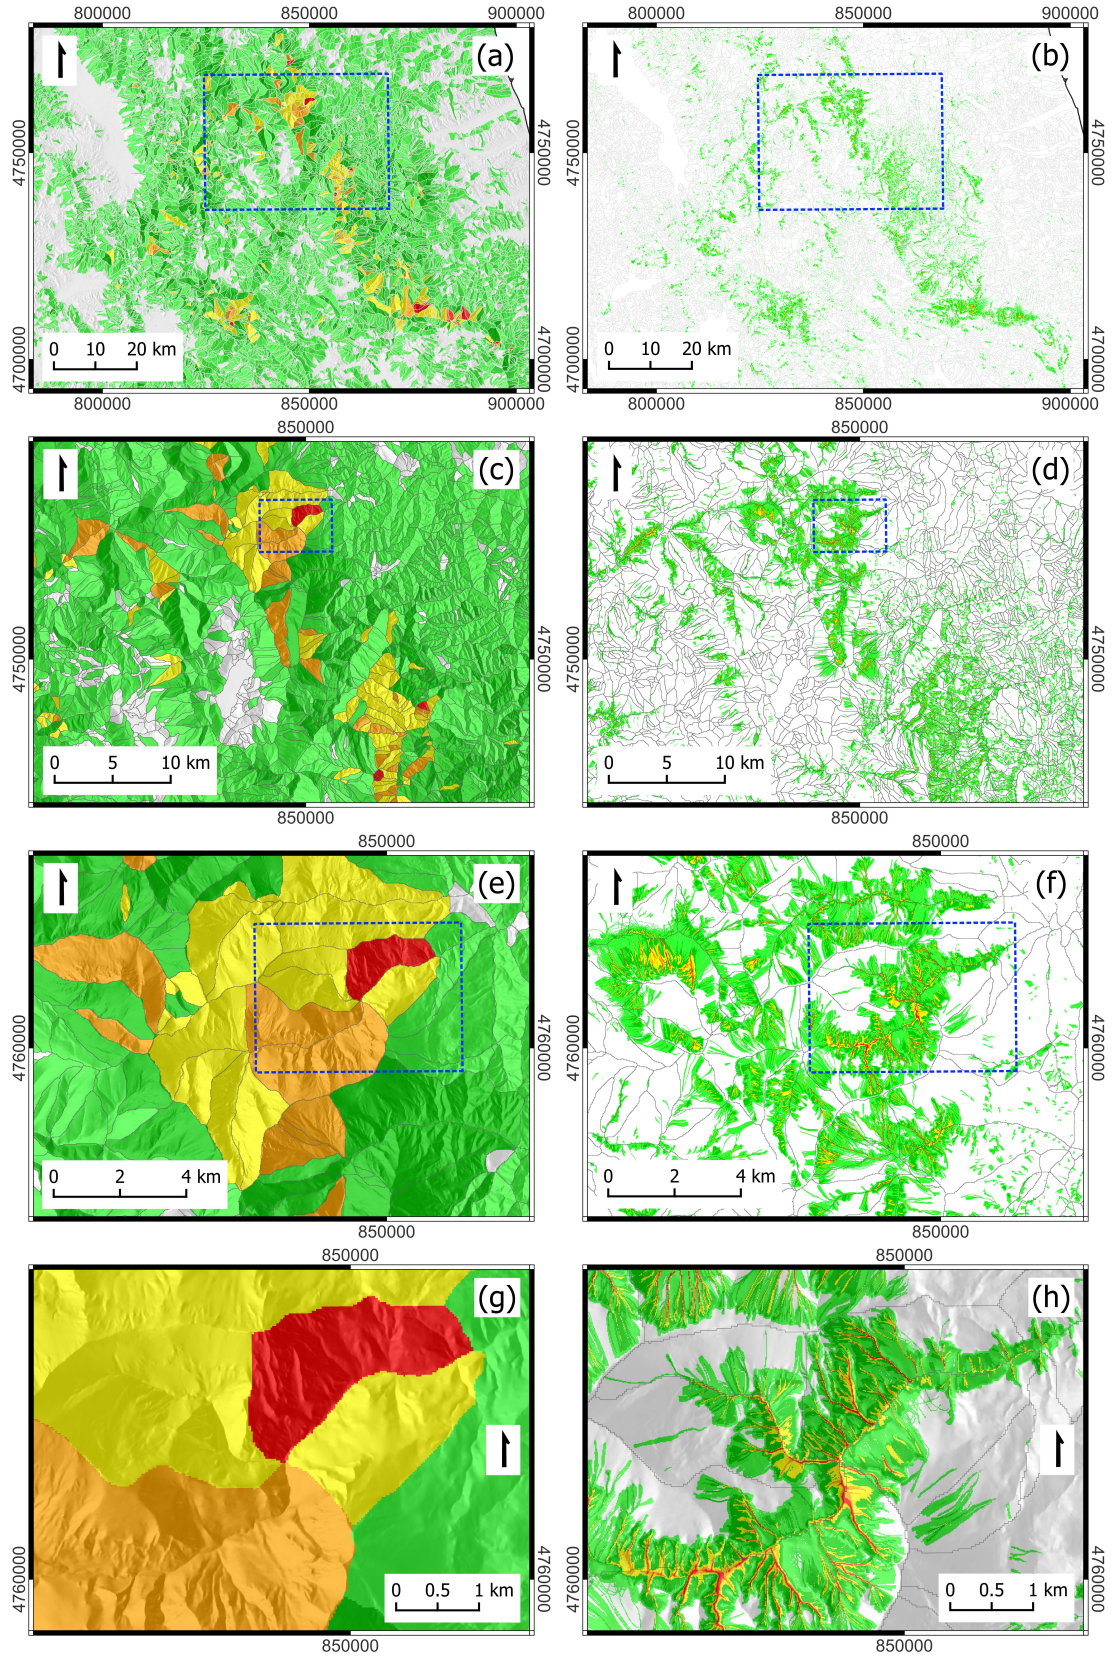 800000 850000 900000 800000 850000 900000
(a) (b)
4750000 4750000 4750000 4750000
0 10 20 km 0 10 20 km
4700000 4700000 4700000 4700000
800000 850000 900000 800000 850000 900000
850000 850000
(c) (d)
4750000 4750000 4750000 4750000
0 5 10 km 0 5 10 km
850000 850000
850000 850000
(e) (f)
4760000 4760000 4760000 4760000
0 2 4 km 0 2 4 km
850000 850000
850000 850000
(g) (h)
4760000 4760000 4760000 4760000
0 0.5 1 km 0 0.5 1 km
850000 850000